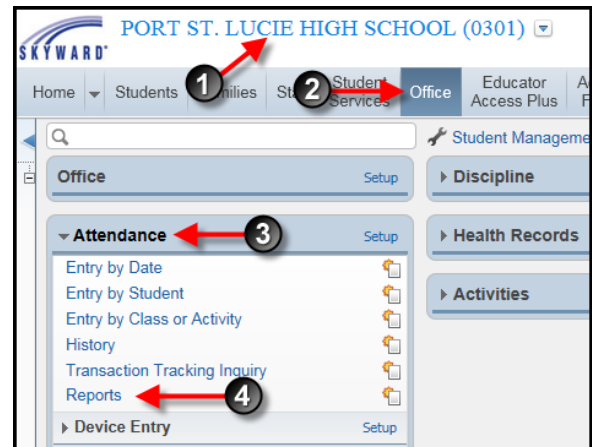 PORT ST. LUCIE HIGH SCHOOL (0301)
SKYWARD
1
2
Home Students Office
Student Services
Educator Access Plus
Student Manageme
Office Setup
Discipline
Attendance 3 Setup
Health Records
Entry by Date
Entry by Student
Activities
Entry by Class or Activity
History
Transaction Tracking Inquiry
Reports 4
Device Entry Setup